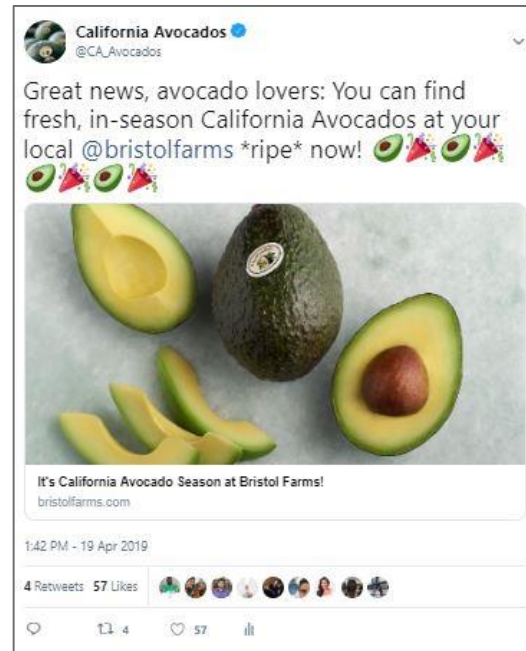 California Avocados
@CA_Avocados
Great news, avocado lovers: You can find
fresh, in-season California Avocados at your
local @bristolfarms *ripe* now! 🥑🎉🥑🎉
🥑🎉🥑🎉
It's California Avocado Season at Bristol Farms!
bristolfarms.com
1:42 PM - 19 Apr 2019
4 Retweets 57 Likes
4 57